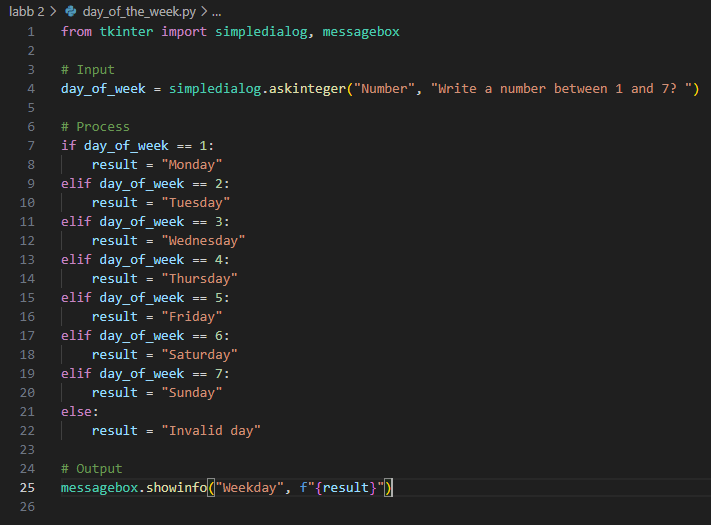 labb 2 > day_of_the_week.py > ...
1 from tkinter import simpledialog, messagebox
2
3 # Input
4 day_of_week = simpledialog.askinteger("Number", "Write a number between 1 and 7? ")
5
6 # Process
7 if day_of_week == 1:
8     result = "Monday"
9 elif day_of_week == 2:
10     result = "Tuesday"
11 elif day_of_week == 3:
12     result = "Wednesday"
13 elif day_of_week == 4:
14     result = "Thursday"
15 elif day_of_week == 5:
16     result = "Friday"
17 elif day_of_week == 6:
18     result = "Saturday"
19 elif day_of_week == 7:
20     result = "Sunday"
21 else:
22     result = "Invalid day"
23
24 # Output
25 messagebox.showinfo("Weekday", f"{result}")
26